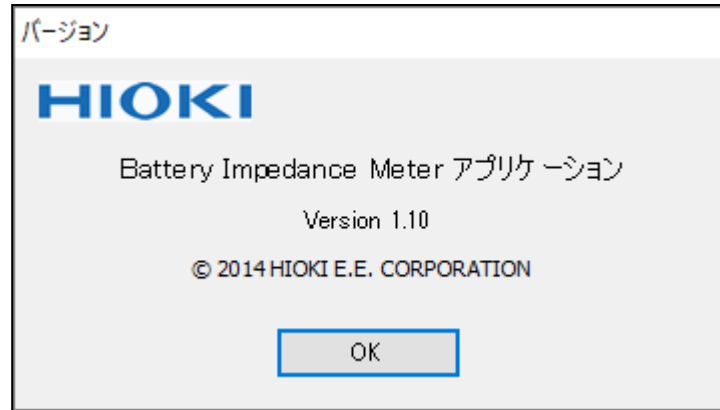 バージョン
HIOKI
Battery Impedance Meter アプリケーション
Version 1.10
© 2014 HIOKI E.E. CORPORATION
OK